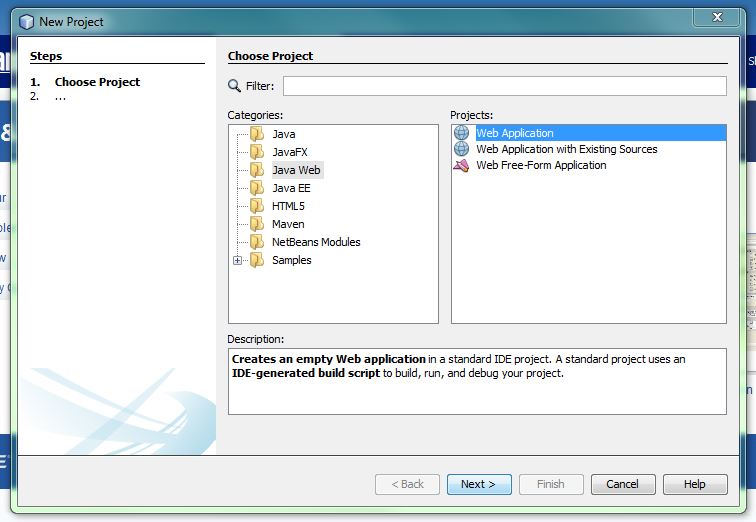 New Project
Steps
1. Choose Project
2. ...
Choose Project
Filter:
Categories:
Java
JavaFX
Java Web
Java EE
HTML5
Maven
NetBeans Modules
Samples
Projects:
Web Application
Web Application with Existing Sources
Web Free-Form Application
Description:
Creates an empty Web application in a standard IDE project. A standard project uses an
IDE-generated build script to build, run, and debug your project.
< Back
Next >
Finish
Cancel
Help